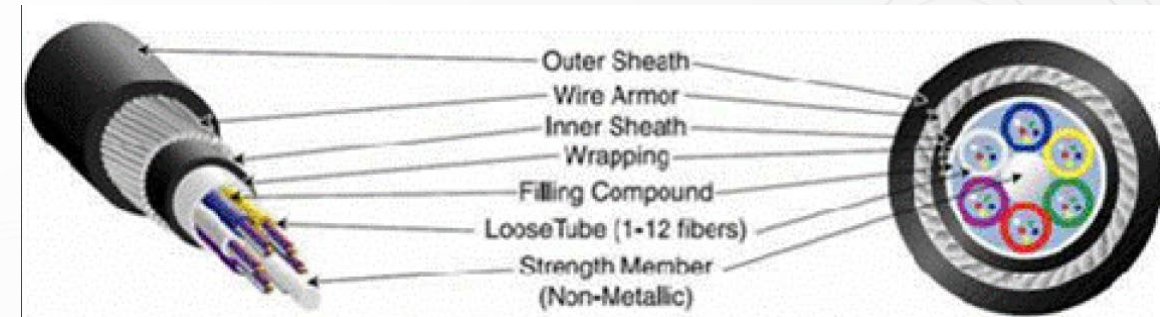 Outer Sheath
Wire Armor
Inner Sheath
Wrapping
Filling Compound
LooseTube (1-12 fibers)
Strength Member
(Non-Metallic)